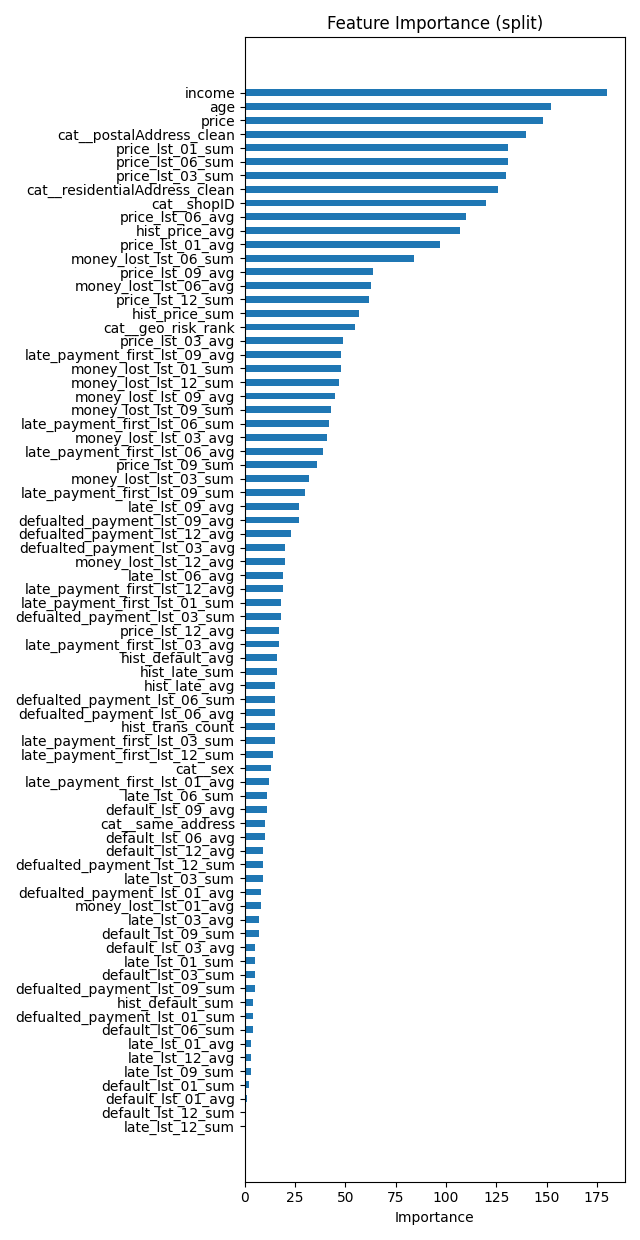 Feature Importance (split)
income
age
price
cat__postalAddress_clean
price_lst_01_sum
price_lst_06_sum
price_lst_03_sum
cat__residentialAddress_clean
cat__shopID
price_lst_06_avg
hist_price_avg
price_lst_01_avg
money_lost_lst_06_sum
price_lst_09_avg
money_lost_lst_06_avg
price_lst_12_sum
hist_price_sum
cat__geo_risk_rank
price_lst_03_avg
late_payment_first_lst_09_avg
money_lost_lst_01_sum
money_lost_lst_12_sum
money_lost_lst_09_avg
money_lost_lst_09_sum
late_payment_first_lst_06_sum
money_lost_lst_03_avg
late_payment_first_lst_06_avg
price_lst_09_sum
money_lost_lst_03_sum
late_payment_first_lst_09_sum
late_lst_09_avg
defualted_payment_lst_09_avg
defualted_payment_lst_12_avg
defualted_payment_lst_03_avg
money_lost_lst_12_avg
late_lst_06_avg
late_payment_first_lst_12_avg
late_payment_first_lst_01_sum
defualted_payment_lst_03_sum
price_lst_12_avg
late_payment_first_lst_03_avg
hist_default_avg
hist_late_sum
hist_late_avg
defualted_payment_lst_06_sum
defualted_payment_lst_06_avg
hist_trans_count
late_payment_first_lst_03_sum
late_payment_first_lst_12_sum
cat__sex
late_payment_first_lst_01_avg
late_lst_06_sum
default_lst_09_avg
cat__same_address
default_lst_06_avg
default_lst_12_avg
defualted_payment_lst_12_sum
late_lst_03_sum
defualted_payment_lst_01_avg
money_lost_lst_01_avg
late_lst_03_avg
default_lst_09_sum
default_lst_03_avg
late_lst_01_sum
default_lst_03_sum
defualted_payment_lst_09_sum
hist_default_sum
defualted_payment_lst_01_sum
default_lst_06_sum
late_lst_01_avg
late_lst_12_avg
late_lst_09_sum
default_lst_01_sum
default_lst_01_avg
default_lst_12_sum
late_lst_12_sum
0 25 50 75 100 125 150 175
Importance